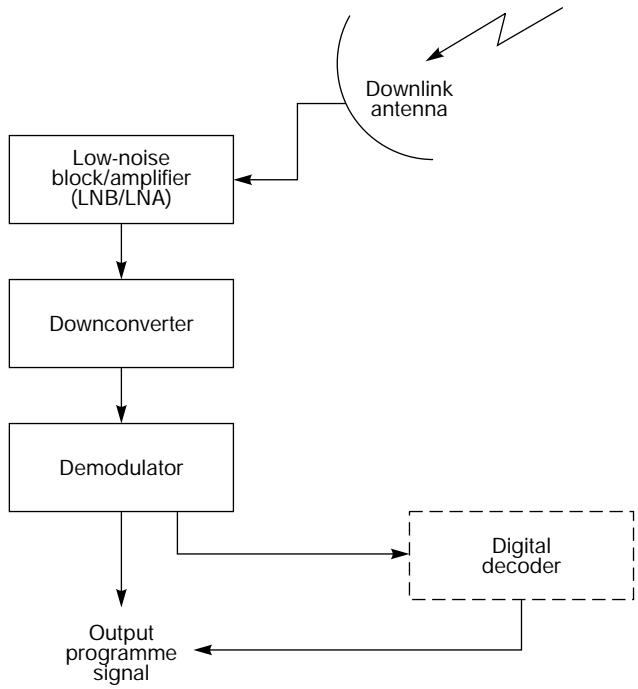 Downlink
antenna
Low-noise
block/amplifier
(LNB/LNA)
Downconverter
Demodulator
Digital
decoder
Output
programme
signal